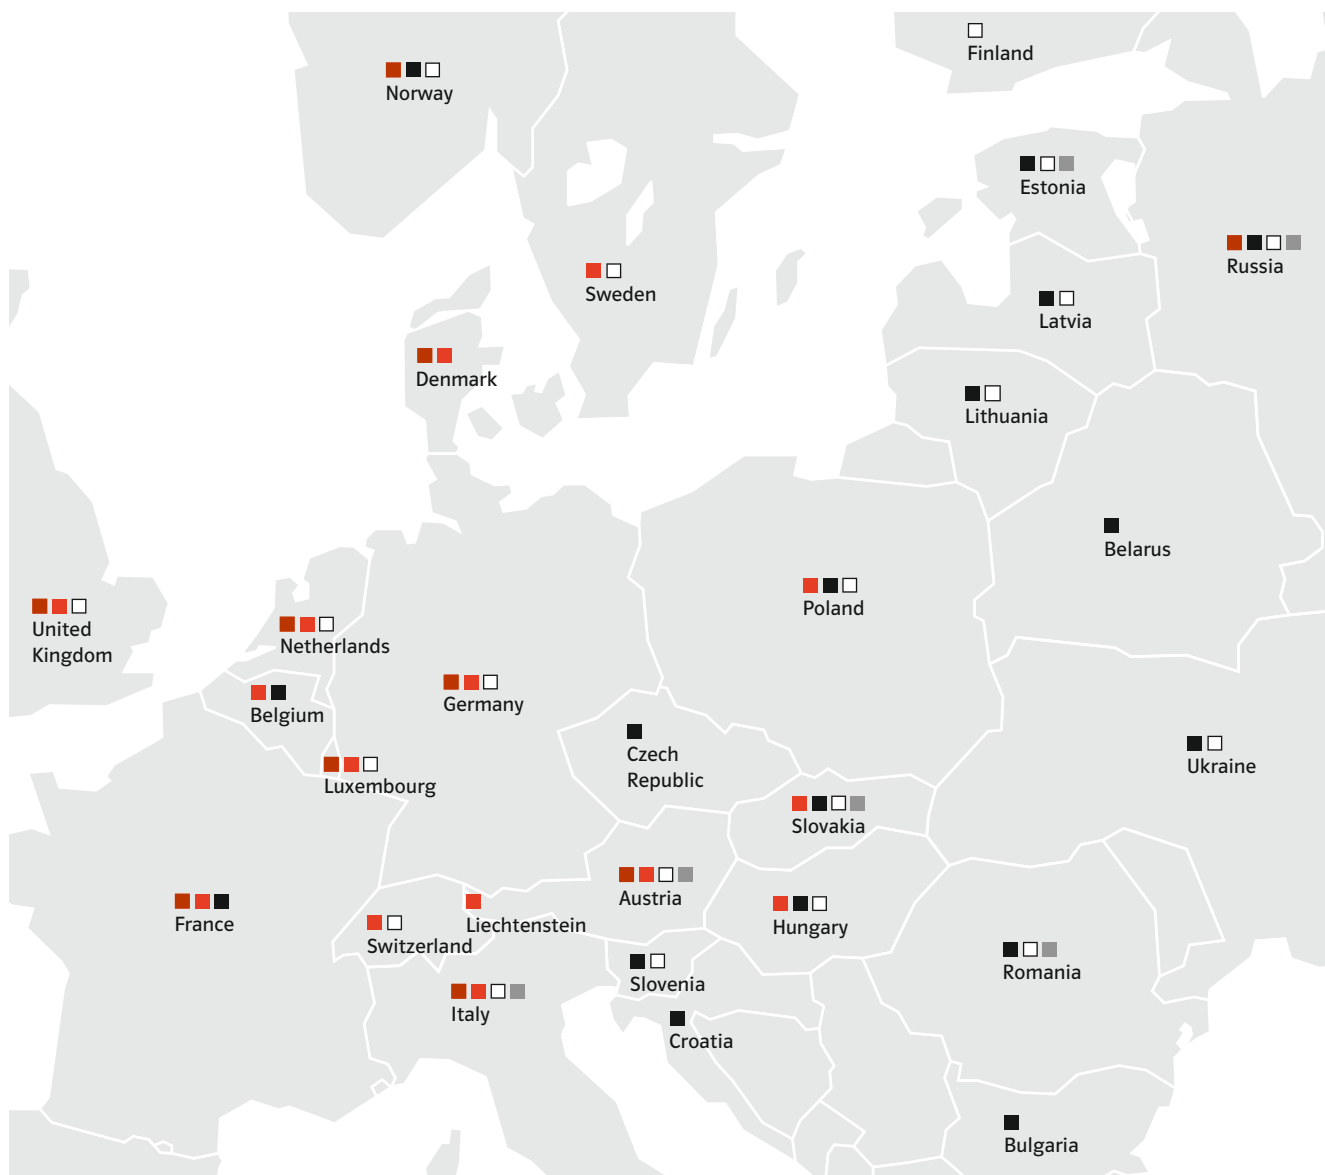 Finland
Norway
Estonia
Russia
Sweden
Latvia
Denmark
Lithuania
Belarus
Poland
United
Kingdom
Netherlands
Germany
Belgium
Czech
Republic
Ukraine
Luxembourg
Slovakia
Austria
France
Liechtenstein
Hungary
Switzerland
Romania
Slovenia
Italy
Croatia
Bulgaria